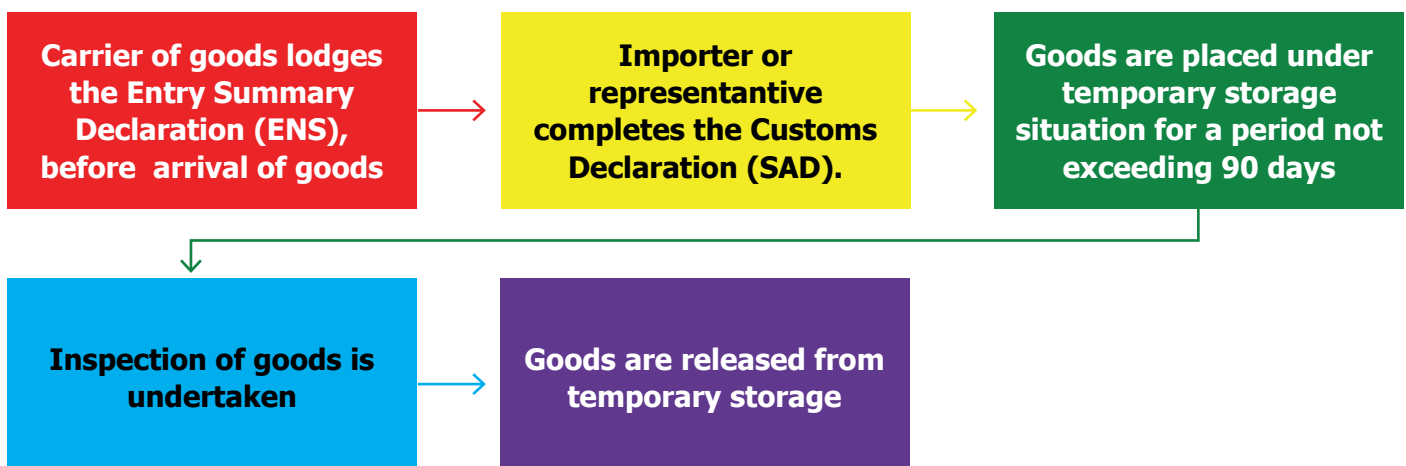 Carrier of goods lodges
the Entry Summary
Declaration (ENS),
before arrival of goods
Importer or
representantive
completes the Customs
Declaration (SAD).
Goods are placed under
temporary storage
situation for a period not
exceeding 90 days
Inspection of goods is
undertaken
Goods are released from
temporary storage